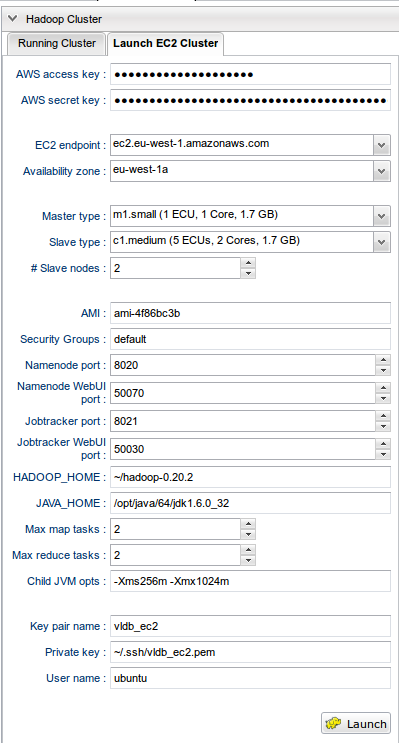 Hadoop Cluster
Running Cluster Launch EC2 Cluster
AWS access key : ●●●●●●●●●●●●●●●●●●●●
AWS secret key : ●●●●●●●●●●●●●●●●●●●●●●●●●●●●●●●●●●●●●●●
EC2 endpoint : ec2.eu-west-1.amazonaws.com
Availability zone : eu-west-1a
Master type : m1.small (1 ECU, 1 Core, 1.7 GB)
Slave type : c1.medium (5 ECUs, 2 Cores, 1.7 GB)
# Slave nodes : 2
AMI : ami-4f86bc3b
Security Groups : default
Namenode port : 8020
Namenode WebUI
port : 50070
Jobtracker port : 8021
Jobtracker WebUI
port : 50030
HADOOP_HOME : ~/hadoop-0.20.2
JAVA_HOME : /opt/java/64/jdk1.6.0_32
Max map tasks : 2
Max reduce tasks : 2
Child JVM opts : -Xms256m -Xmx1024m
Key pair name : vldb_ec2
Private key : ~/.ssh/vldb_ec2.pem
User name : ubuntu
Launch